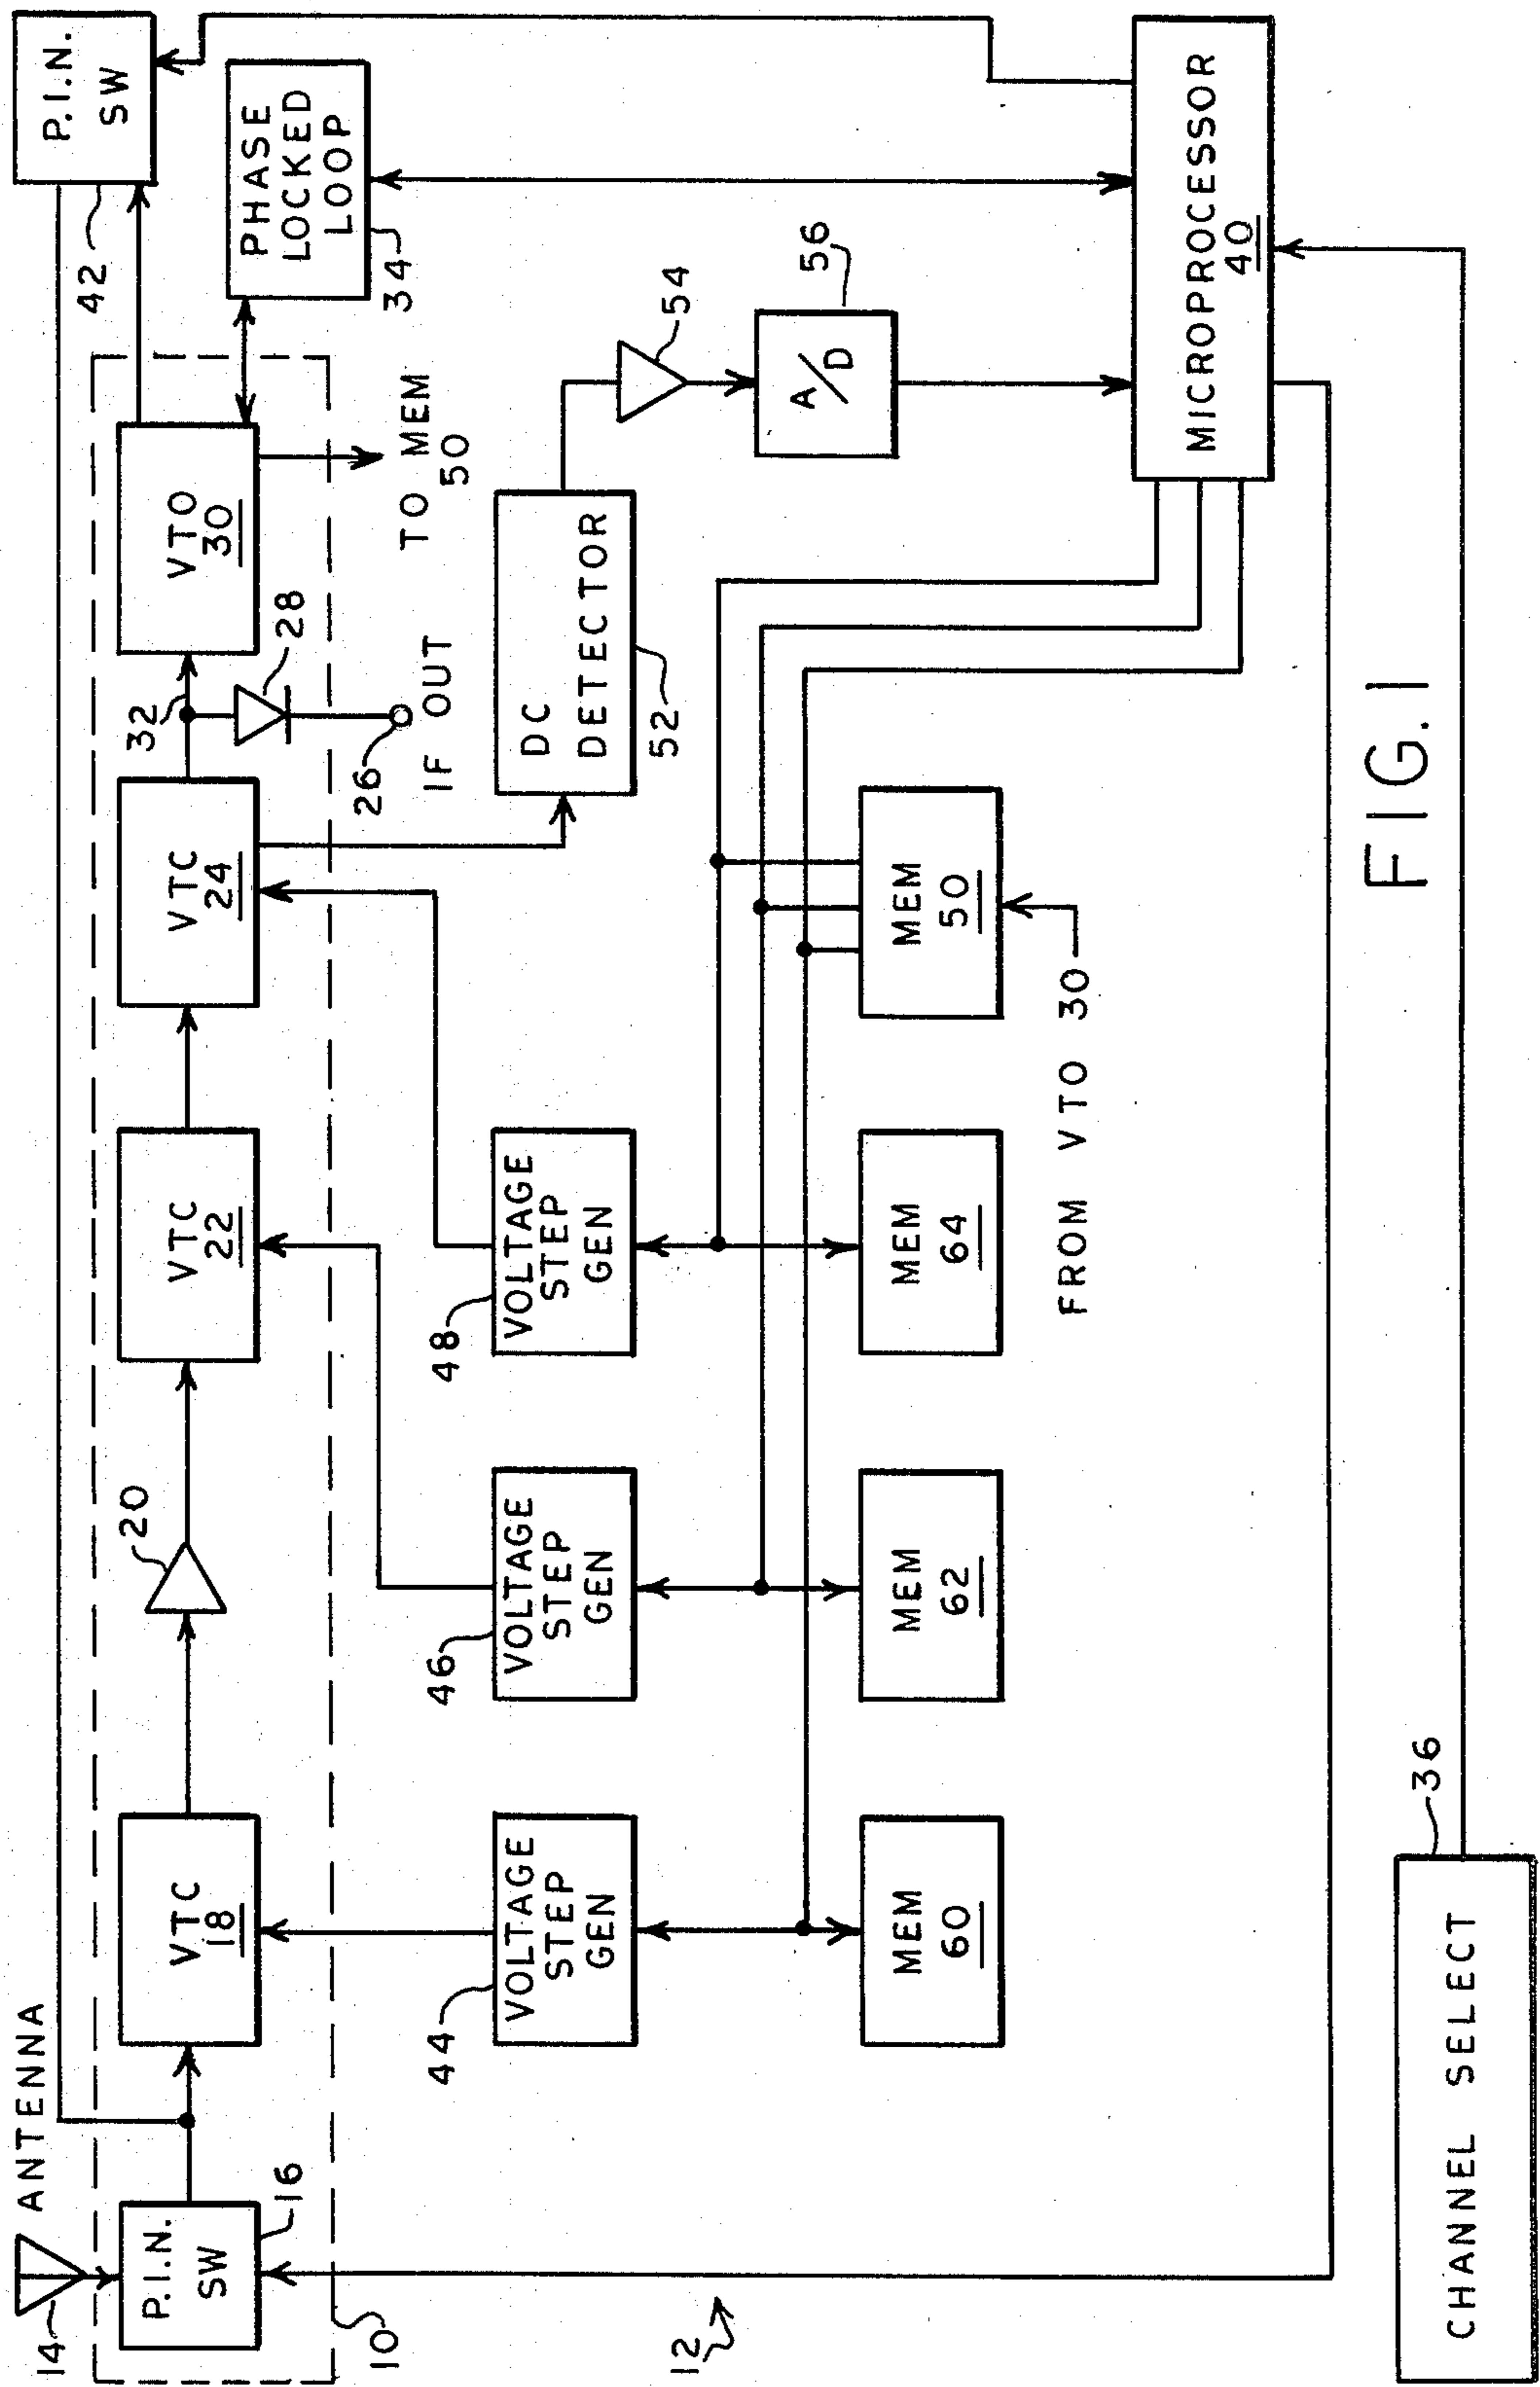 ANTENNA
14
P.I.N.
SW
16
10
VTC
18
20
VTC
22
VTC
24
32
28
26
IF OUT
VTO
30
TO MEM
50
42
P.I.N.
SW
PHASE
LOCKED
LOOP
34
44
VOLTAGE
STEP
GEN
46
VOLTAGE
STEP
GEN
48
VOLTAGE
STEP
GEN
DC
DETECTOR
52
54
A/D
56
12
MEM
60
MEM
62
MEM
64
MEM
50
FROM VTO 30
MICROPROCESSOR
40
CHANNEL SELECT
36
FIG. 1